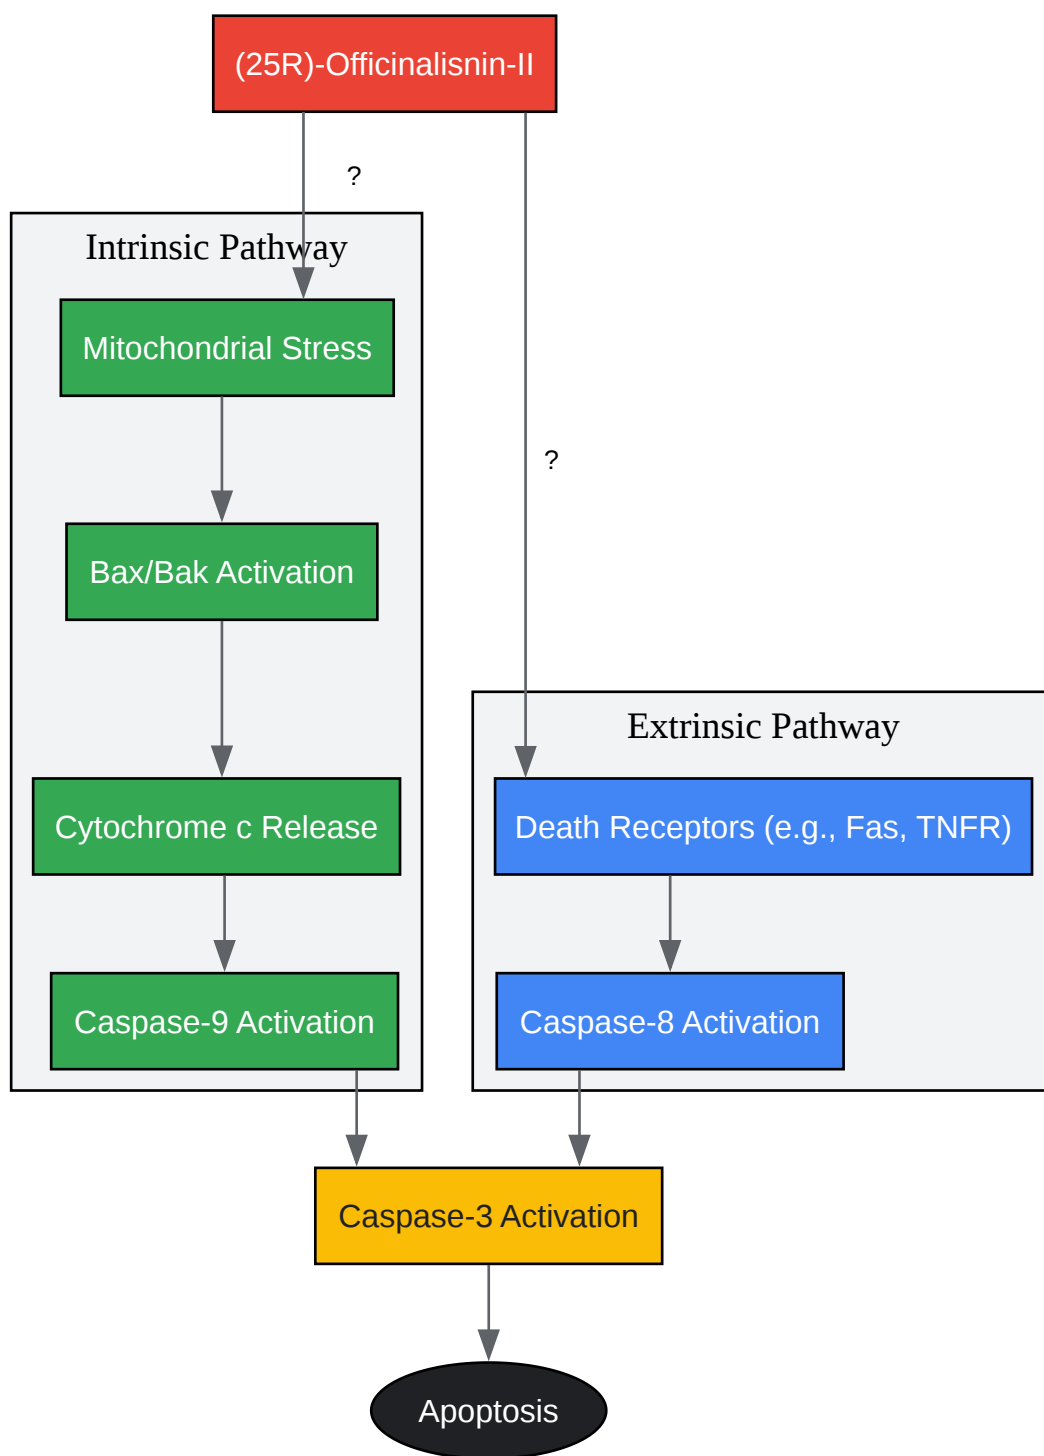 (25R)-Officinalisnin-II
?
Intrinsic Pathway
Mitochondrial Stress
?
Bax/Bak Activation
Extrinsic Pathway
Cytochrome c Release
Death Receptors (e.g., Fas, TNFR)
Caspase-9 Activation
Caspase-8 Activation
Caspase-3 Activation
Apoptosis